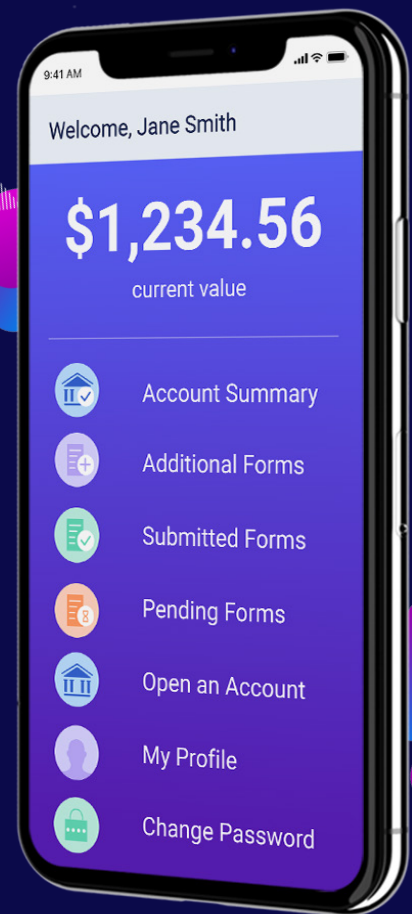 9:41 AM
Welcome, Jane Smith
$1,234.56
current value
Account Summary
Additional Forms
Submitted Forms
Pending Forms
Open an Account
My Profile
Change Password